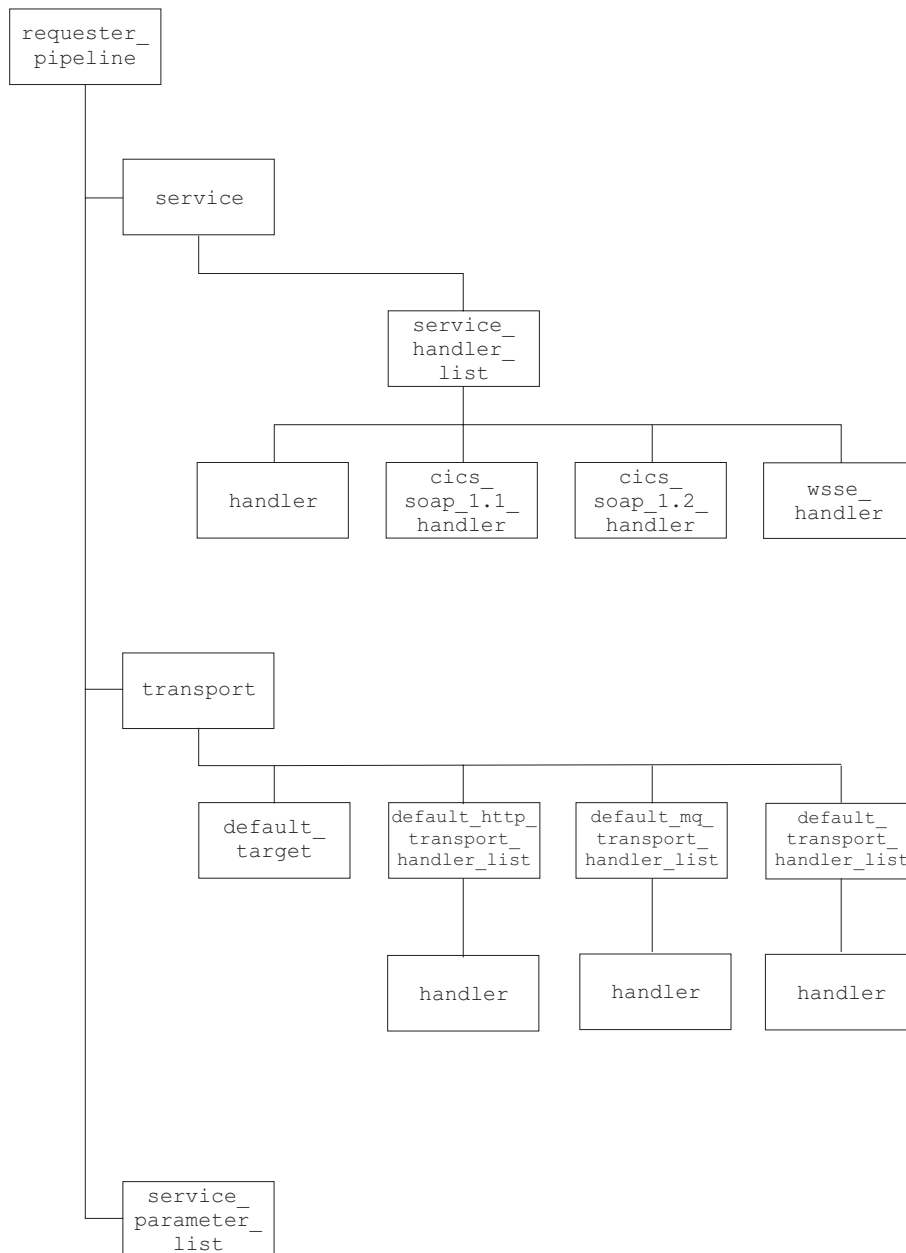 requester_
pipeline
service
service_
handler_
list
handler
cics_
soap_1.1_
handler
cics_
soap_1.2_
handler
wsse_
handler
transport
default_
target
default_http_
transport_
handler_list
default_mq_
transport_
handler_list
default_
transport_
handler_list
handler
handler
handler
service_
parameter_
list